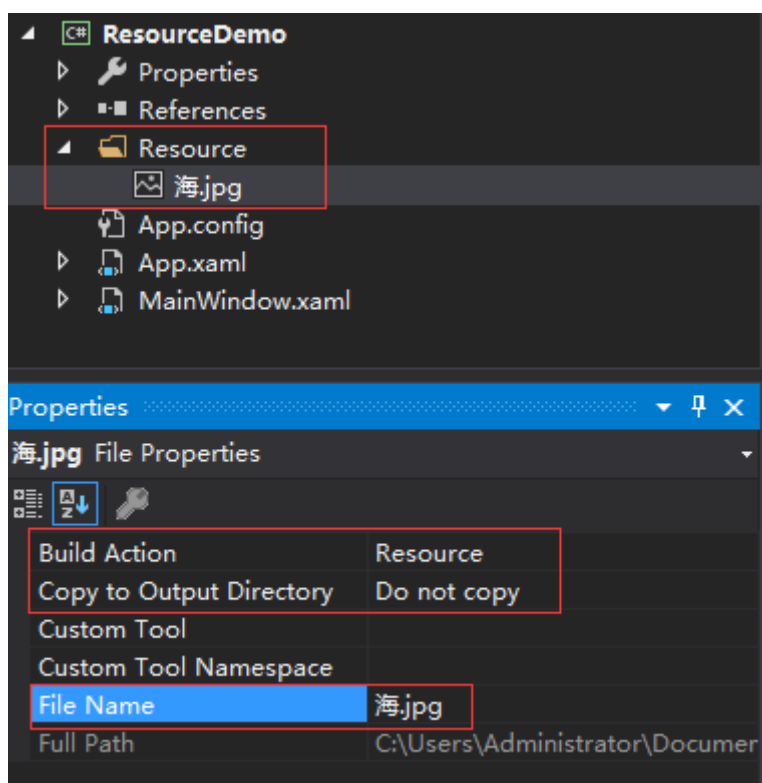 C# ResourceDemo
Properties
References
Resource
海.jpg
App.config
App.xaml
MainWindow.xaml
Properties
海.jpg File Properties
Build Action Resource
Copy to Output Directory Do not copy
Custom Tool
Custom Tool Namespace
File Name 海.jpg
Full Path C:\Users\Administrator\Documer